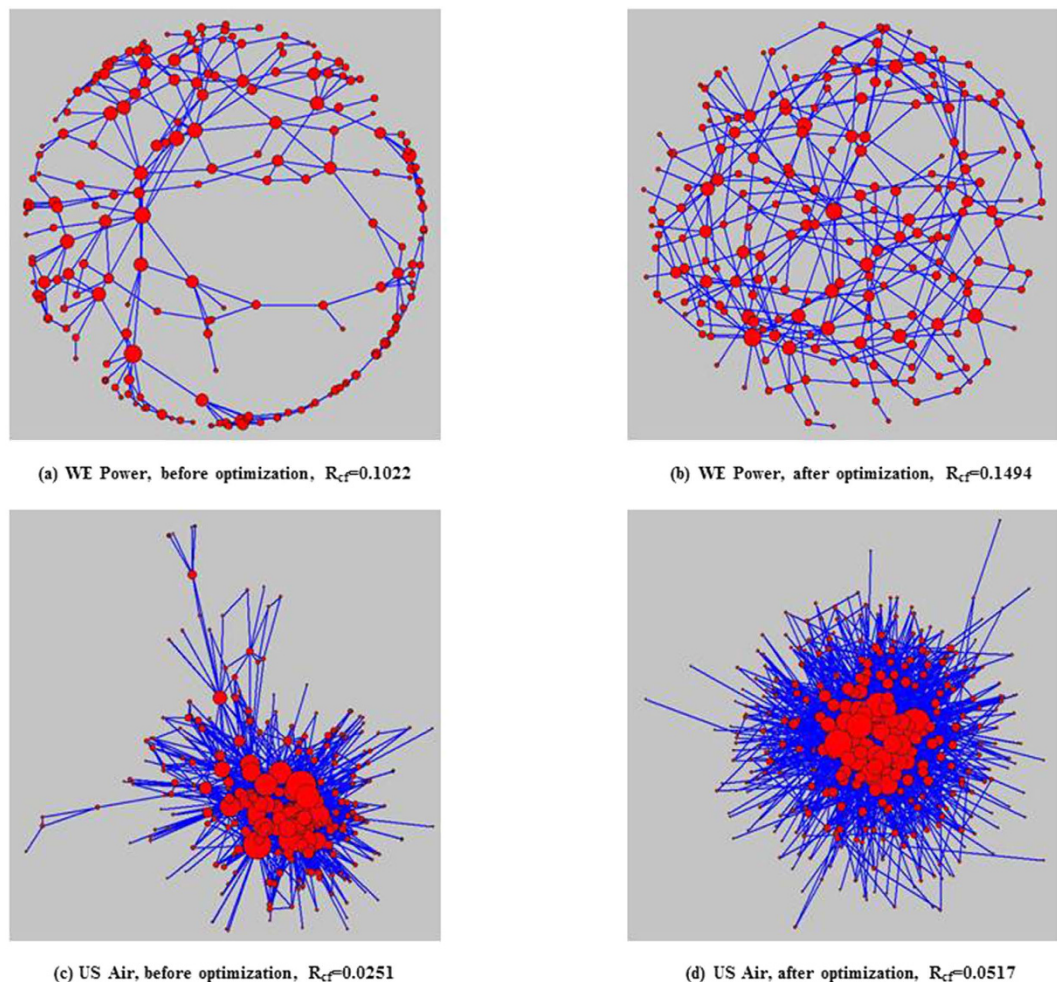 (a) WE Power, before optimization, Rcf=0.1022
(b) WE Power, after optimization, Rcf=0.1494
(c) US Air, before optimization, Rcf=0.0251
(d) US Air, after optimization, Rcf=0.0517